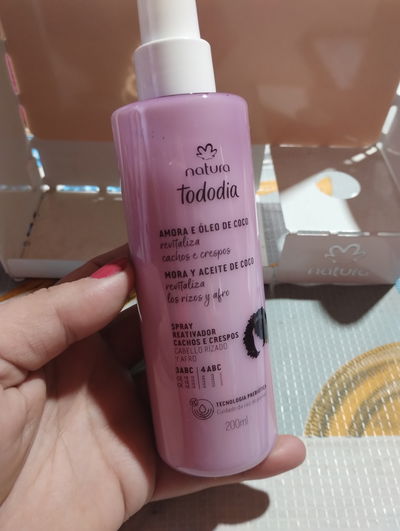 natura
tododia
AMORA E ÓLEO DE COCO
revitaliza
cachos e crespos
MORA Y ACEITE DE COCO
revitaliza
los rizos y afro
SPRAY
REATIVADOR
CACHOS E CRESPOS
CABELLO RIZADO
Y AFRO
3ABC | 4ABC
TECNOLOGIA PREBIÓTICA
200ml
natura